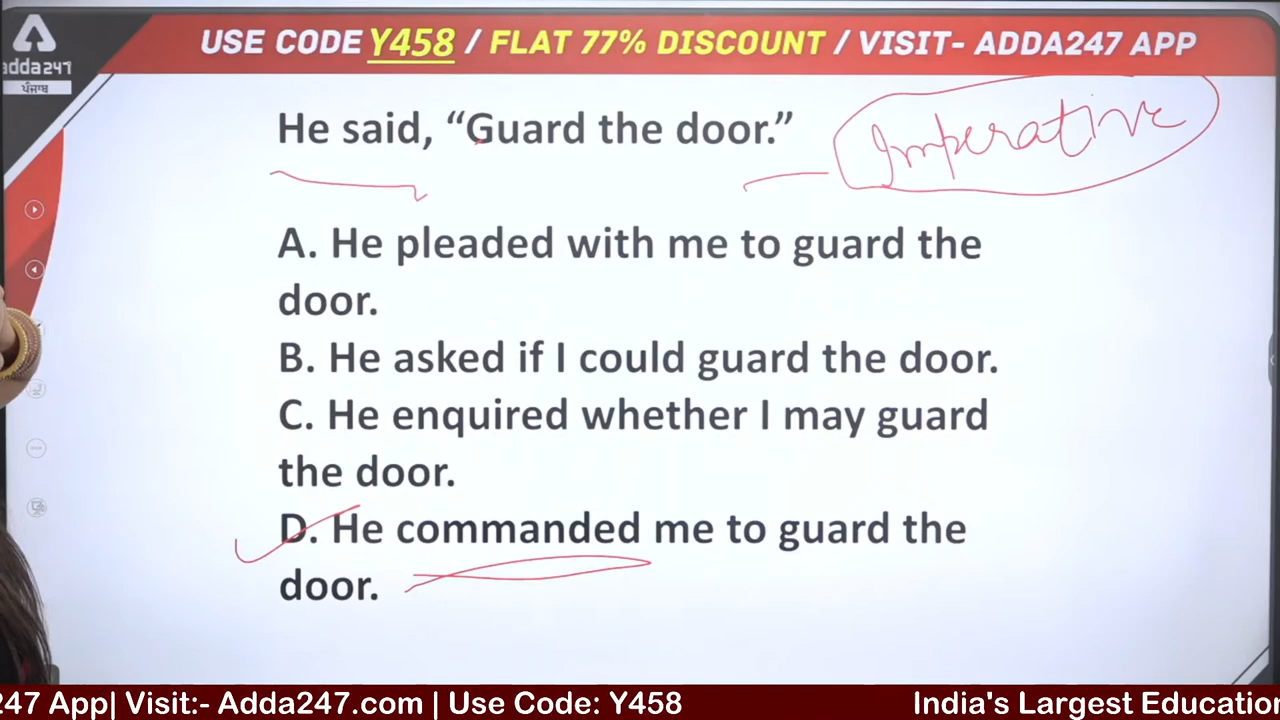 USE CODE Y458 / FLAT 77% DISCOUNT / VISIT- ADDA247 APP
adda247
ਪੰਜਾਬ
He said, “Guard the door.”
Imperative
A. He pleaded with me to guard the
door.
B. He asked if I could guard the door.
C. He enquired whether I may guard
the door.
D. He commanded me to guard the
door.
247 App| Visit:- Adda247.com | Use Code: Y458
India's Largest Education